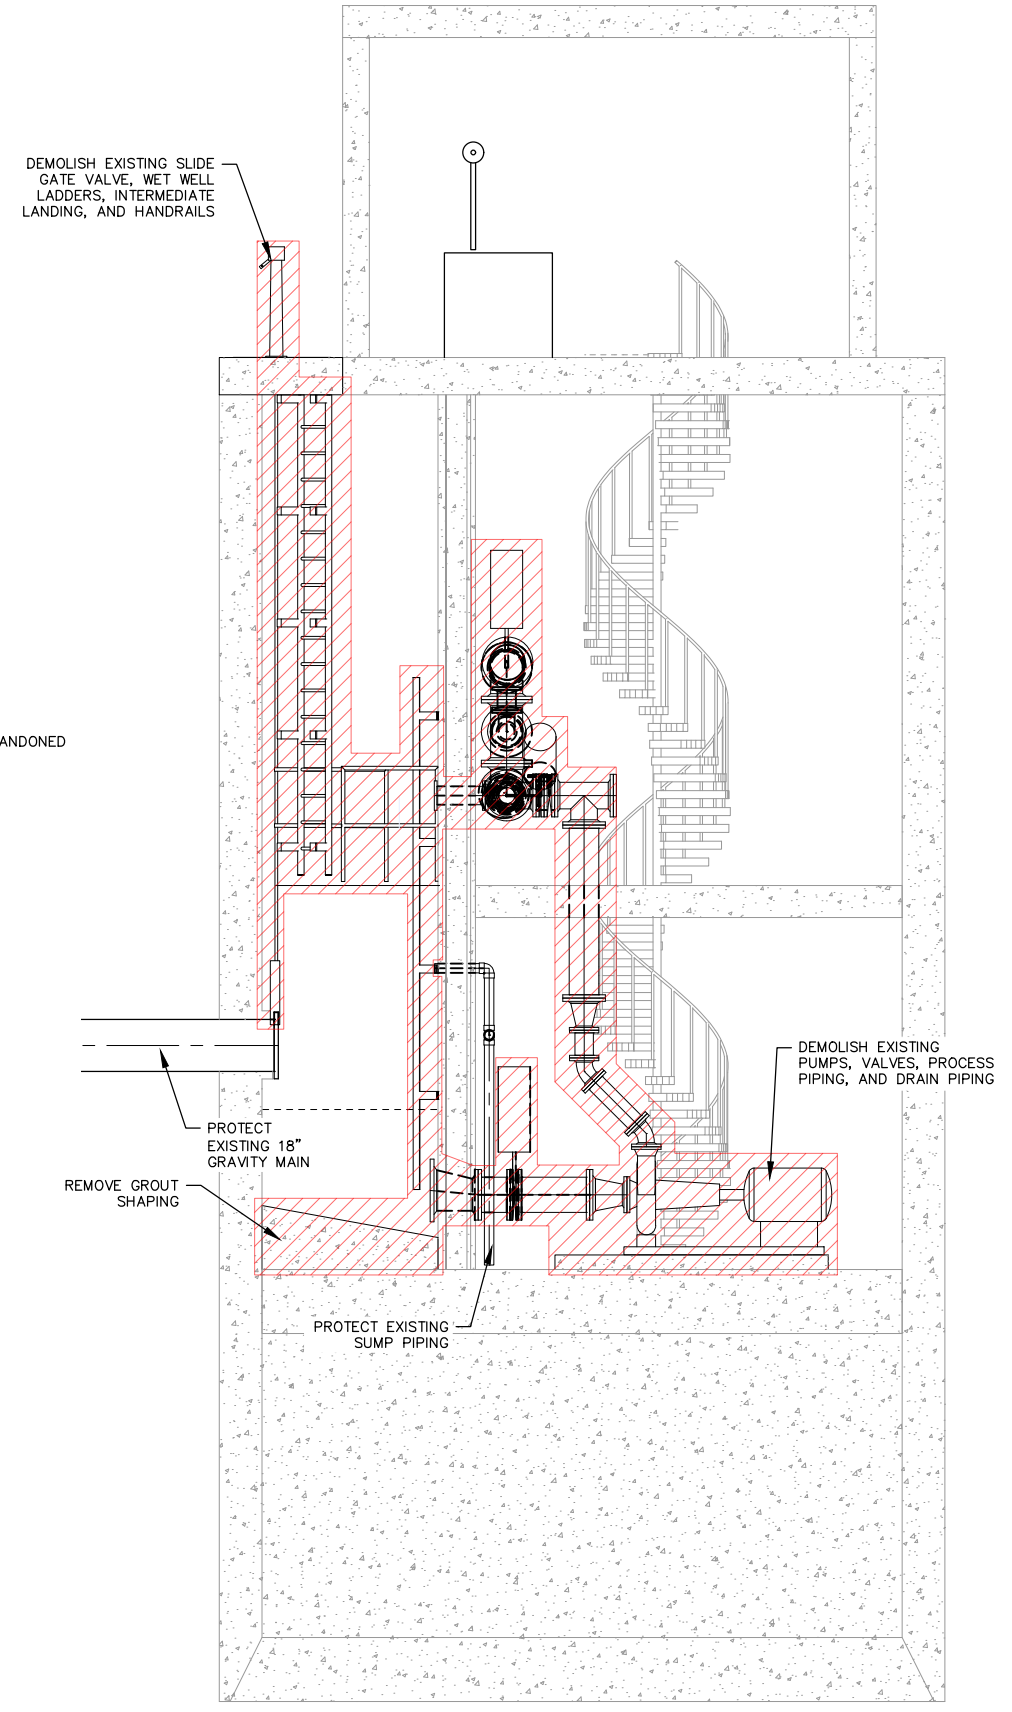 DEMOLISH EXISTING SLIDE
GATE VALVE, WET WELL
LADDERS, INTERMEDIATE
LANDING, AND HANDRAILS
ANDONED
DEMOLISH EXISTING
PUMPS, VALVES, PROCESS
PIPING, AND DRAIN PIPING
PROTECT
EXISTING 18"
GRAVITY MAIN
REMOVE GROUT
SHAPING
PROTECT EXISTING
SUMP PIPING